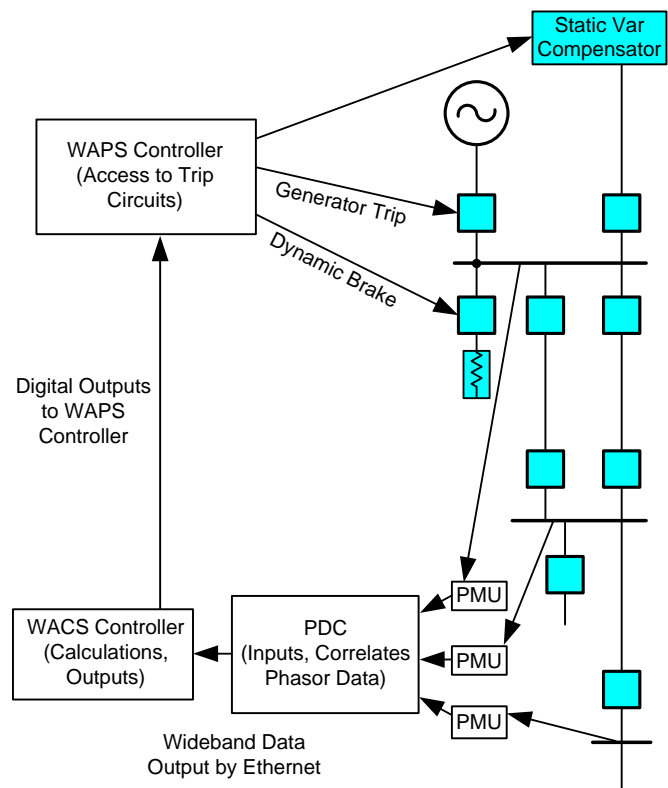 Static Var
Compensator
WAPS Controller
(Access to Trip
Circuits)
Generator Trip
Dynamic Brake
Digital Outputs
to WAPS
Controller
PMU
WACS Controller
(Calculations,
Outputs)
PDC
(Inputs, Correlates
Phasor Data)
PMU
PMU
Wideband Data
Output by Ethernet